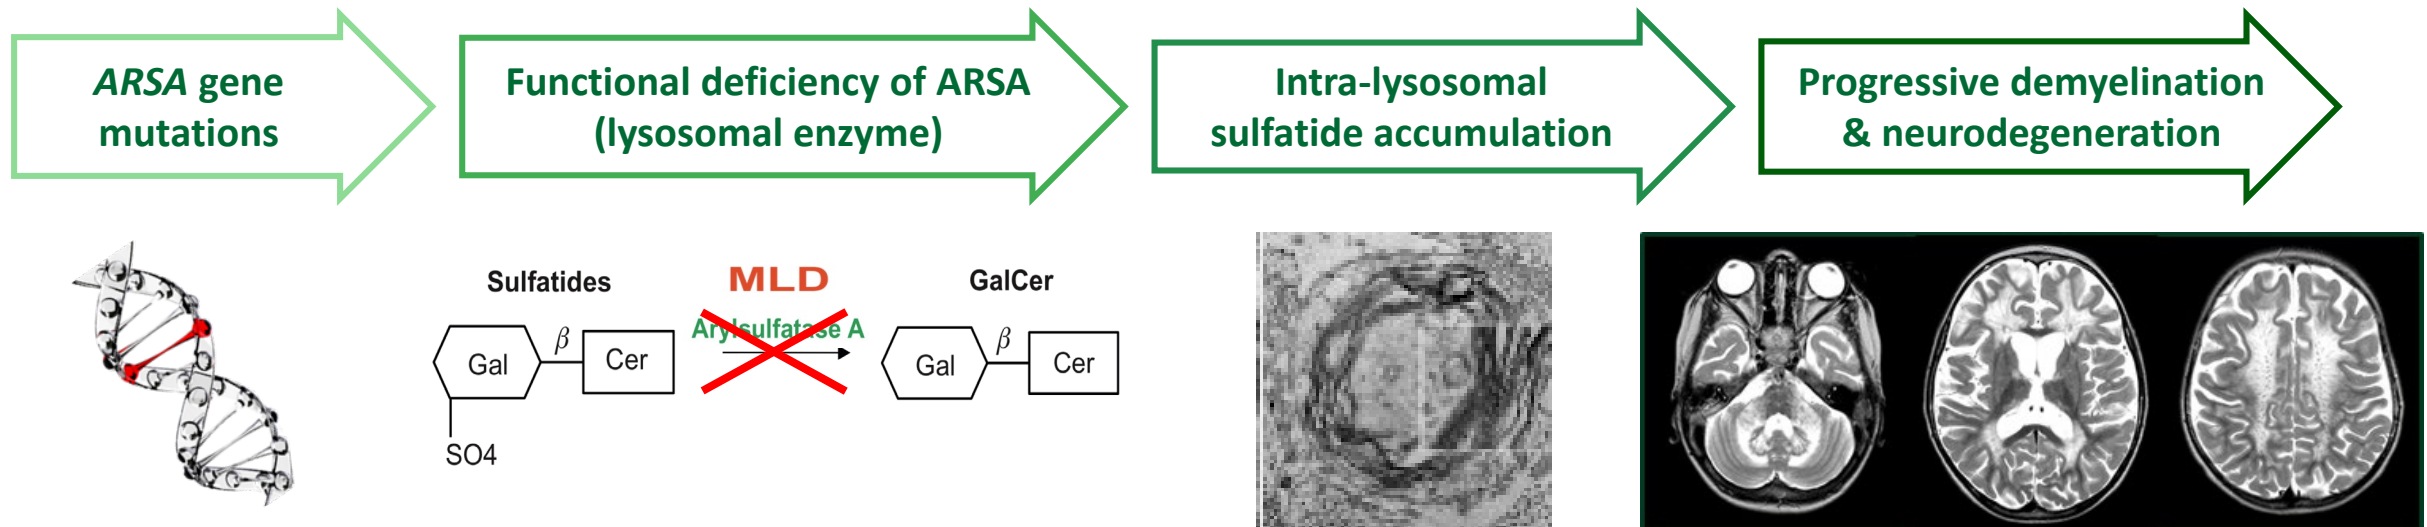 ARSA gene
mutations
Functional deficiency of ARSA
(lysosomal enzyme)
Intra-lysosomal
sulfatide accumulation
Progressive demyelination
& neurodegeneration
Sulfatides
MLD
GalCer
Arylsulfatase A
Gal
β
Cer
Gal
β
Cer
SO4